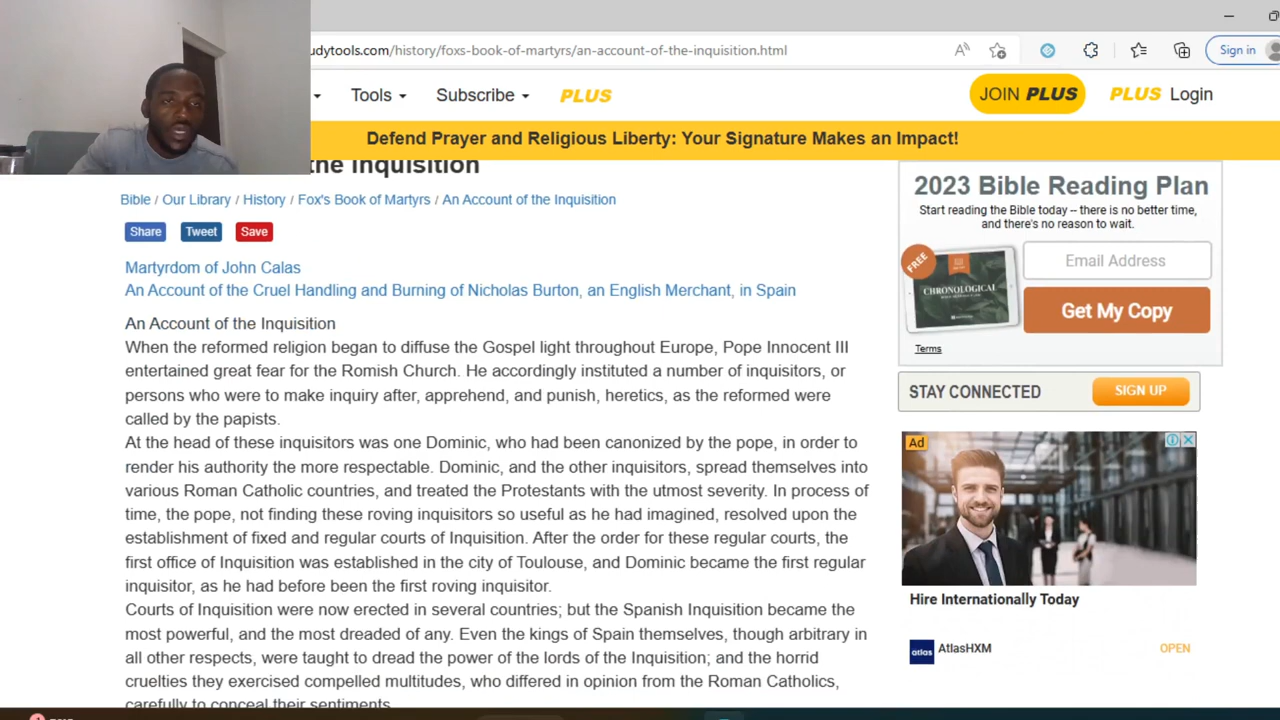 udytools.com/history/foxs-book-of-martyrs/an-account-of-the-inquisition.html
Sign in
Tools
Subscribe
PLUS
JOIN PLUS
PLUS Login
Defend Prayer and Religious Liberty: Your Signature Makes an Impact!
the Inquisition
Bible / Our Library / History / Fox's Book of Martyrs / An Account of the Inquisition
Share
Tweet
Save
Martyrdom of John Calas
An Account of the Cruel Handling and Burning of Nicholas Burton, an English Merchant, in Spain
An Account of the Inquisition
When the reformed religion began to diffuse the Gospel light throughout Europe, Pope Innocent III
entertained great fear for the Romish Church. He accordingly instituted a number of inquisitors, or
persons who were to make inquiry after, apprehend, and punish, heretics, as the reformed were
called by the papists.
At the head of these inquisitors was one Dominic, who had been canonized by the pope, in order to
render his authority the more respectable. Dominic, and the other inquisitors, spread themselves into
various Roman Catholic countries, and treated the Protestants with the utmost severity. In process of
time, the pope, not finding these roving inquisitors so useful as he had imagined, resolved upon the
establishment of fixed and regular courts of Inquisition. After the order for these regular courts, the
first office of Inquisition was established in the city of Toulouse, and Dominic became the first regular
inquisitor, as he had before been the first roving inquisitor.
Courts of Inquisition were now erected in several countries; but the Spanish Inquisition became the
most powerful, and the most dreaded of any. Even the kings of Spain themselves, though arbitrary in
all other respects, were taught to dread the power of the lords of the Inquisition; and the horrid
cruelties they exercised compelled multitudes, who differed in opinion from the Roman Catholics,
carefully to conceal their sentiments.
2023 Bible Reading Plan
Start reading the Bible today -- there is no better time,
and there's no reason to wait.
FREE
CHRONOLOGICAL
Email Address
Get My Copy
Terms
STAY CONNECTED
SIGN UP
Ad
Hire Internationally Today
atlas
AtlasHXM
OPEN